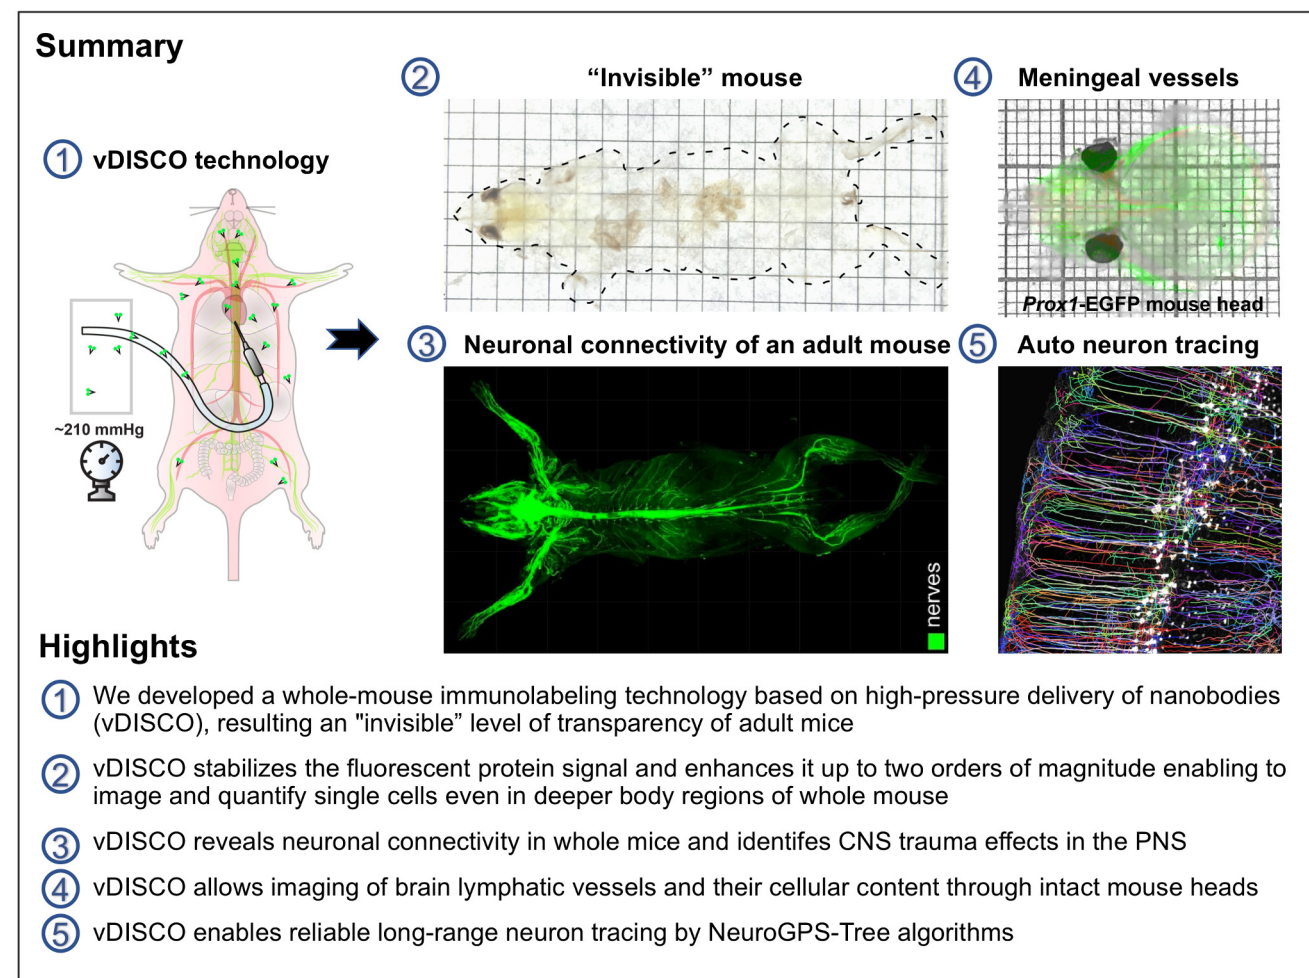 Summary
1 vDISCO technology
~210 mmHg
2 “Invisible” mouse
3 Neuronal connectivity of an adult mouse
nerves
4 Meningeal vessels
Prox1-EGFP mouse head
5 Auto neuron tracing
Highlights
1 We developed a whole-mouse immunolabeling technology based on high-pressure delivery of nanobodies
(vDISCO), resulting an "invisible” level of transparency of adult mice
2 vDISCO stabilizes the fluorescent protein signal and enhances it up to two orders of magnitude enabling to
image and quantify single cells even in deeper body regions of whole mouse
3 vDISCO reveals neuronal connectivity in whole mice and identifes CNS trauma effects in the PNS
4 vDISCO allows imaging of brain lymphatic vessels and their cellular content through intact mouse heads
5 vDISCO enables reliable long-range neuron tracing by NeuroGPS-Tree algorithms